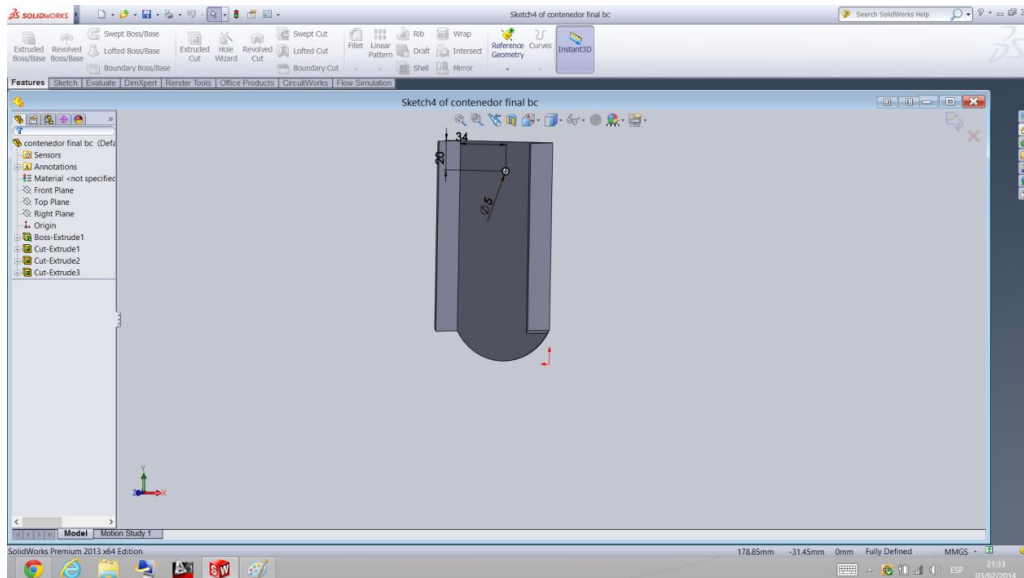 SOLIDWORKS
Sketch4 of contenedor final bc
Search SolidWorks Help
Extruded Boss/Base
Revolved Boss/Base
Swept Boss/Base
Lofted Boss/Base
Boundary Boss/Base
Extruded Cut
Hole Wizard
Revolved Cut
Swept Cut
Lofted Cut
Boundary Cut
Fillet
Linear Pattern
Rib
Draft
Shell
Wrap
Intersect
Mirror
Reference Geometry
Curves
Instant3D
Features Sketch Evaluate DimXpert Render Tools Office Products CircuitWorks Flow Simulation
Sketch4 of contenedor final bc
contenedor final bc (Defa
Sensors
Annotations
Material <not specified
Front Plane
Top Plane
Right Plane
Origin
Boss-Extrude1
Cut-Extrude1
Cut-Extrude2
Cut-Extrude3
34
20
Ø5
Y
Z X
Model Motion Study 1
SolidWorks Premium 2013 x64 Edition
178.85mm -31.45mm 0mm Fully Defined MMGS
ESP
21:33
03/02/2014